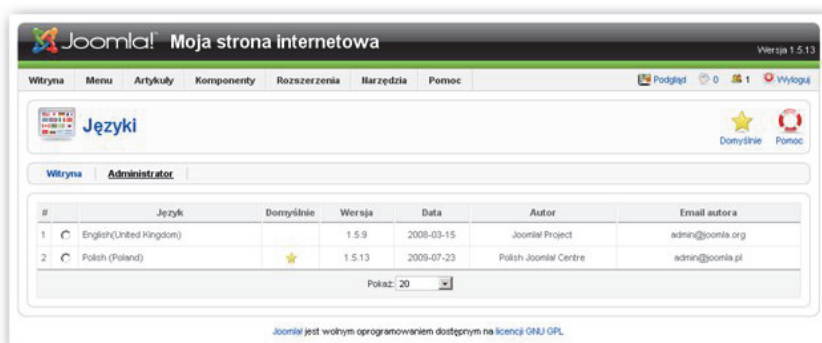 Joomla! Moja strona internetowa
Wersja 1.5.13
Witryna Menu Artykuły Komponenty Rozszerzenia Narzędzia Pomoc Podgląd 0 1 Wyloguj
Języki Domyślnie Pomoc
Witryna Administrator
# Język Domyślnie Wersja Data Autor Email autora
1 English(United Kingdom) 1.5.9 2008-03-15 Joomla! Project admin@joomla.org
2 Polish (Poland) 1.5.13 2009-07-23 Polish Joomla! Centre admin@joomla.pl
Pokaż 20
Joomla! jest wolnym oprogramowaniem dostępnym na licencji GNU GPL.